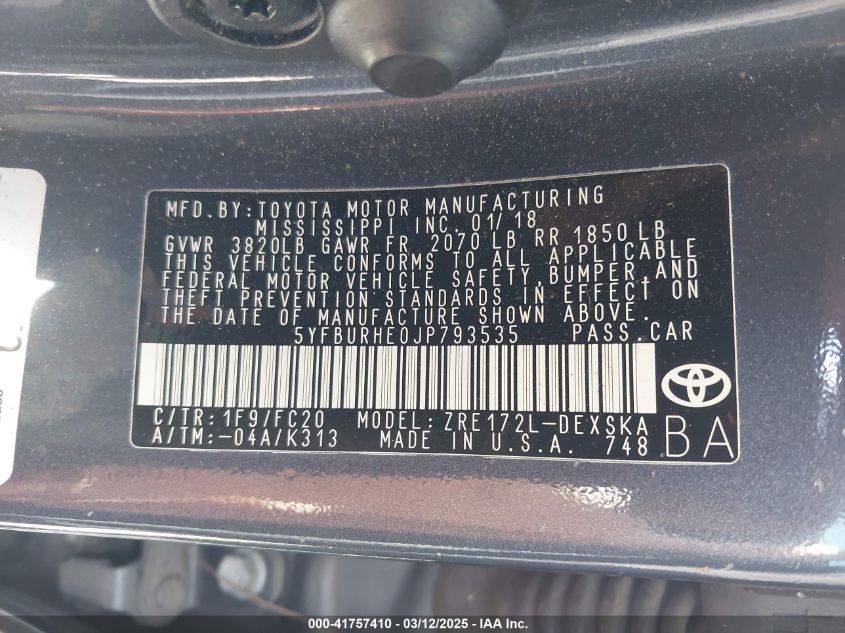 MFD.BY:TOYOTA MOTOR MANUFACTURING
MISSISSIPPI INC. 01/18
GVWR 3820LB GAWR FR 2070 LB RR 1850 LB
THIS VEHICLE CONFORMS TO ALL APPLICABLE
FEDERAL MOTOR VEHICLE SAFETY,BUMPER,AND
THEFT PREVENTION STANDARDS IN EFFECT ON
THE DATE OF MANUFACTURE SHOWN ABOVE.
5YFBURHE0JP793535 PASS.CAR
C/TR: 1F9/FC20 MODEL: ZRE172L-DEXSKA
A/TM: -04A/K313 MADE IN U.S.A. 748
BA
000-41757410 - 03/12/2025 - IAA Inc.